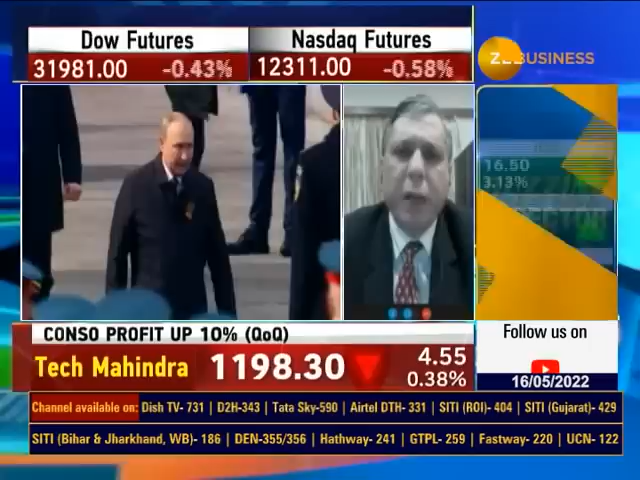 Dow Futures
31981.00 -0.43%
Nasdaq Futures
12311.00 -0.58%
ZEE BUSINESS
16.50
3.13%
SECTOR
CONSO PROFIT UP 10% (QoQ)
Tech Mahindra 1198.30 4.55
0.38%
Follow us on
16/05/2022
Channel available on: Dish TV- 731 | D2H-343 | Tata Sky-590 | Airtel DTH- 331 | SITI (ROI)- 404 | SITI (Gujarat)- 429
SITI (Bihar & Jharkhand, WB)- 186 | DEN-355/356 | Hathway- 241 | GTPL- 259 | Fastway- 220 | UCN- 122